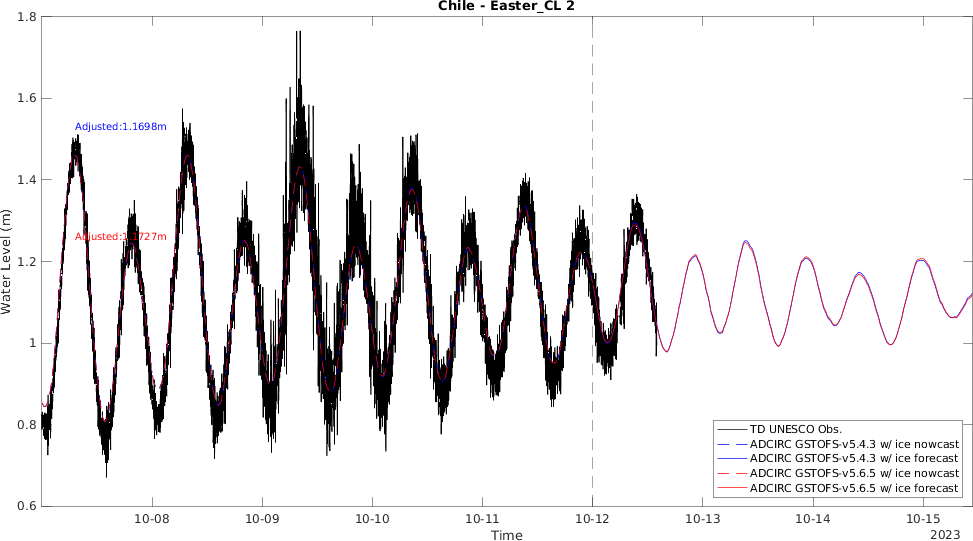 Chile - Easter_CL 2
1.8
1.6
1.4
1.2
1
0.8
0.6
Water Level (m)
Adjusted:1.1698m
Adjusted:1.1727m
10-08
10-09
10-10
10-11
10-12
10-13
10-14
10-15
Time
2023
TD UNESCO Obs.
ADCIRC GSTOFS-v5.4.3 w/ ice nowcast
ADCIRC GSTOFS-v5.4.3 w/ ice forecast
ADCIRC GSTOFS-v5.6.5 w/ ice nowcast
ADCIRC GSTOFS-v5.6.5 w/ ice forecast